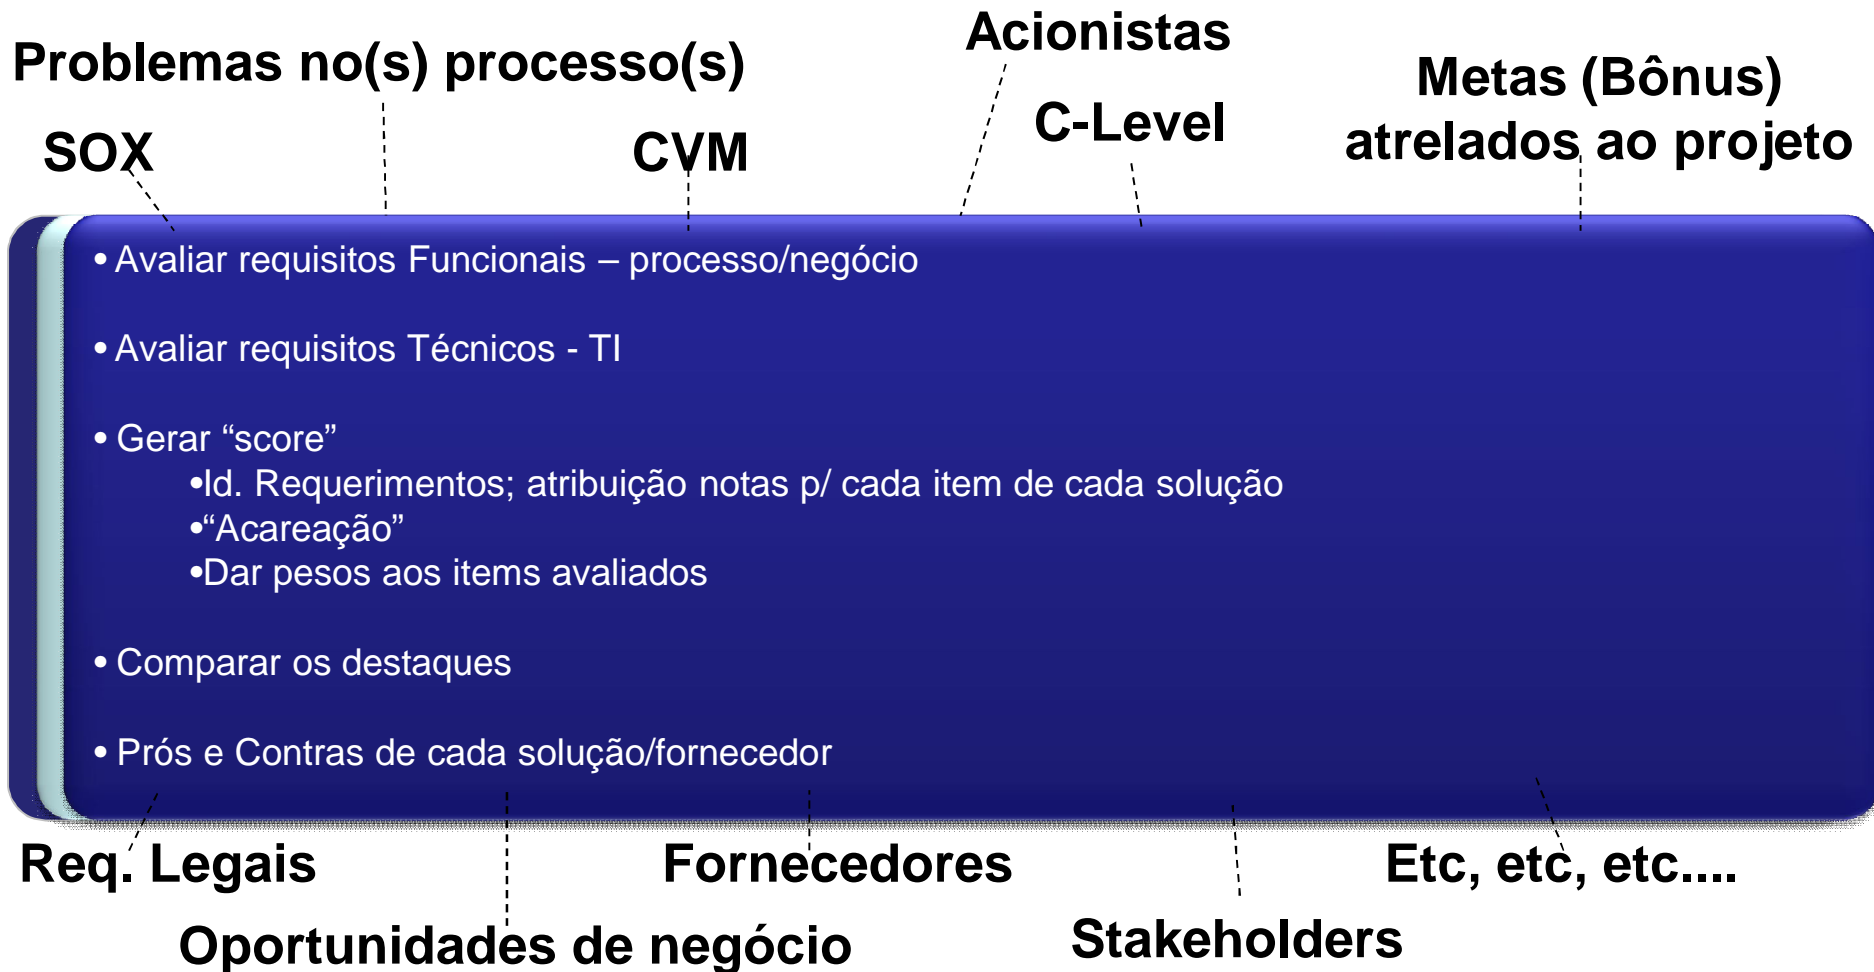 Problemas no(s) processo(s)
Acionistas
Metas (Bônus)
atrelados ao projeto
SOX
CVM
C-Level
• Avaliar requisitos Funcionais – processo/negócio
• Avaliar requisitos Técnicos - TI
• Gerar “score”
•Id. Requerimentos; atribuição notas p/ cada item de cada solução
•“Acareação”
•Dar pesos aos items avaliados
• Comparar os destaques
• Prós e Contras de cada solução/fornecedor
Req. Legais
Fornecedores
Etc, etc, etc....
Oportunidades de negócio
Stakeholders